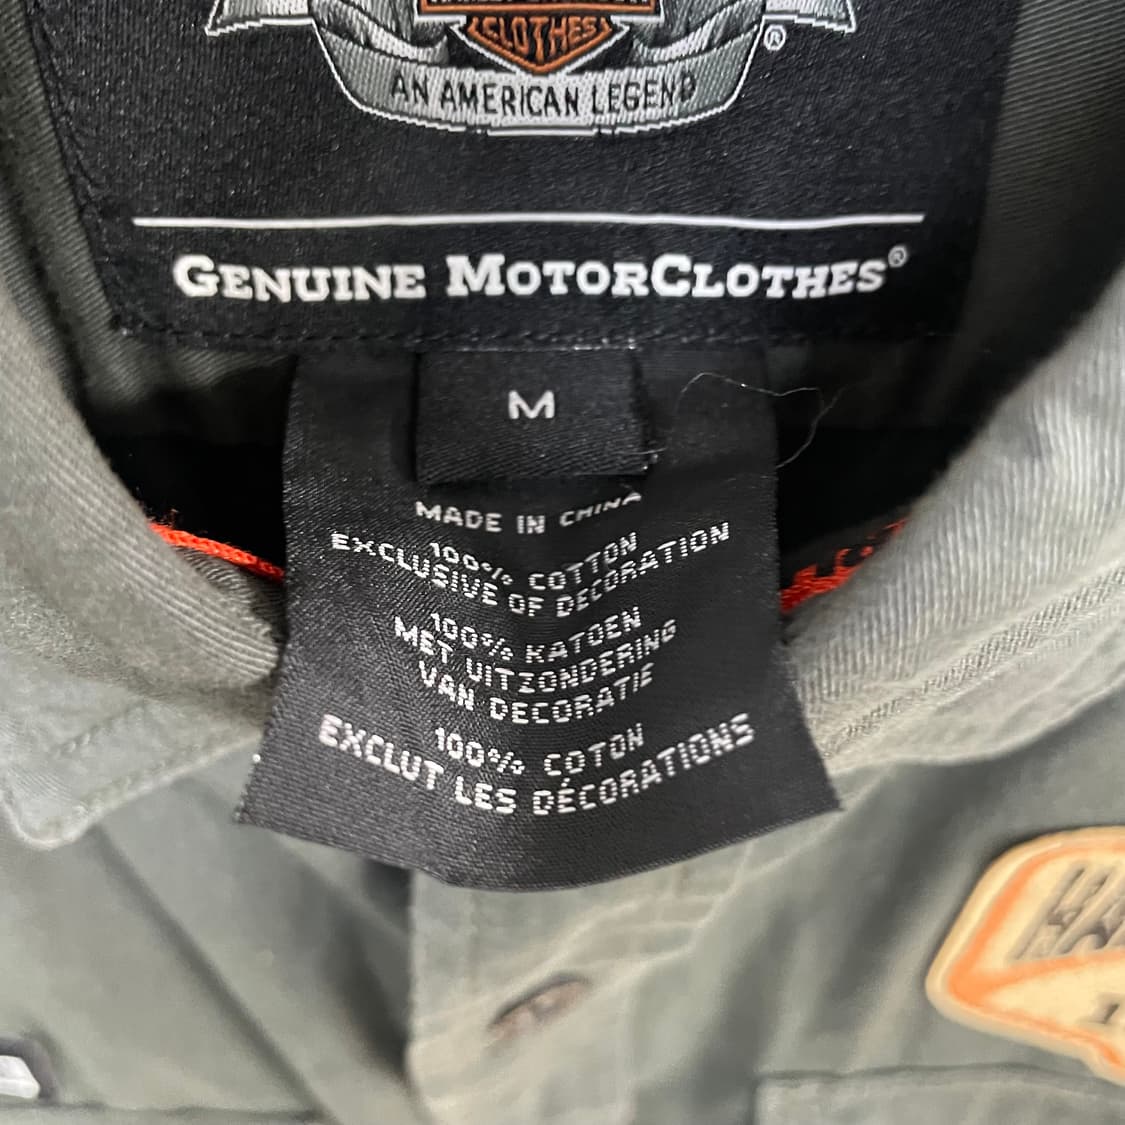 CLOTHES
®
AN AMERICAN LEGEND
GENUINE MOTORCLOTHES®
M
MADE IN CHINA
100% COTTON
EXCLUSIVE OF DECORATION
100% KATOEN
MET UITZONDERING
VAN DECORATIE
100% COTON
EXCLUT LES DÉCORATIONS